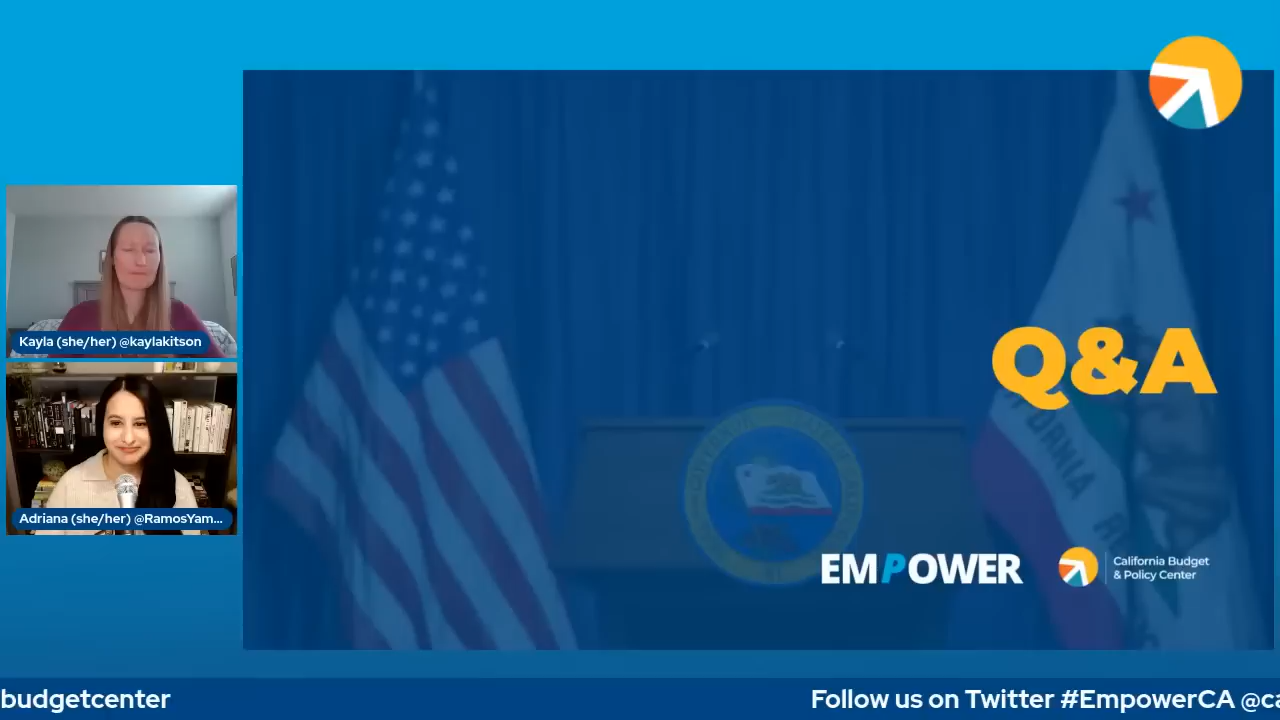 Kayla (she/her) @kaylakitson
Adriana (she/her) @RamosYam...
Q&A
EMPOWER
California Budget
& Policy Center
budgetcenter
Follow us on Twitter #EmpowerCA @ca